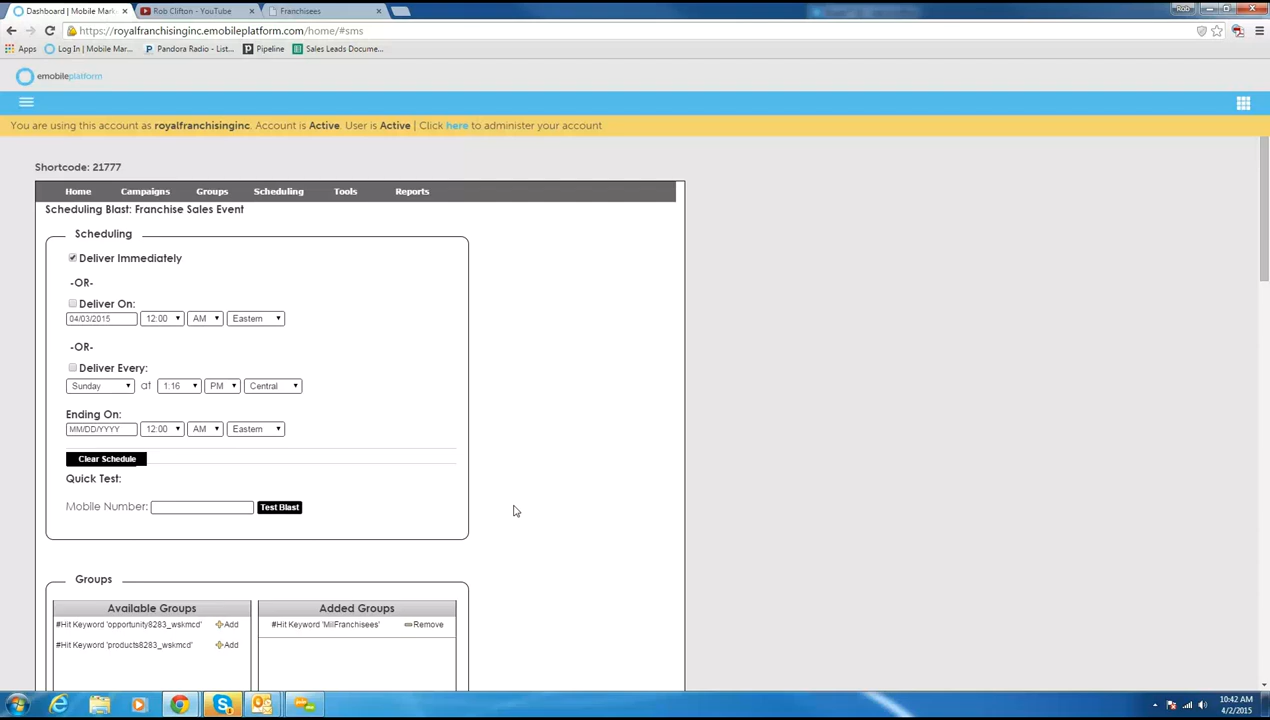 Dashboard | Mobile Mark
Rob Clifton - YouTube
Franchisees
Rob
https://royalfranchisinginc.emobileplatform.com/home/#sms
Apps
Log In | Mobile Mar...
Pandora Radio - List...
Pipeline
Sales Leads Docume...
emobileplatform
You are using this account as royalfranchisinginc. Account is Active. User is Active | Click here to administer your account
Shortcode: 21777
Home Campaigns Groups Scheduling Tools Reports
Scheduling Blast: Franchise Sales Event
Scheduling
Deliver Immediately
-OR-
Deliver On:
04/03/2015 12:00 AM Eastern
-OR-
Deliver Every:
Sunday at 1:16 PM Central
Ending On:
MM/DD/YYYY 12:00 AM Eastern
Clear Schedule
Quick Test:
Mobile Number: Test Blast
Groups
Available Groups Added Groups
#Hit Keyword 'opportunity8283_wskmcd' Add #Hit Keyword 'MilFranchisees' Remove
#Hit Keyword 'products8283_wskmcd' Add
10:42 AM
4/2/2015